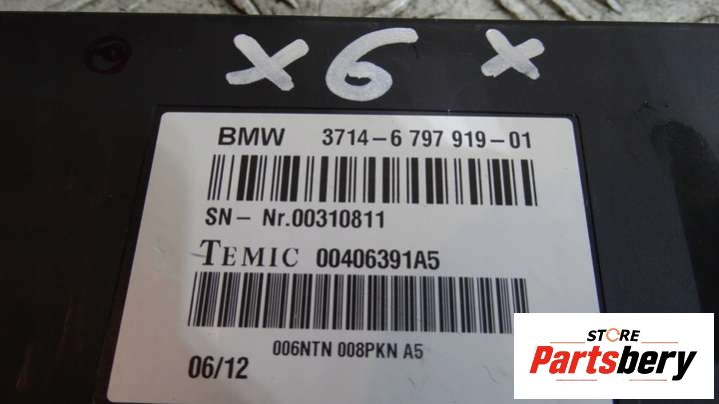 X6 X
BMW 3714-6 797 919-01
SN- Nr.00310811
TEMIC 00406391A5
006NTN 008PKN A5
06/12
STORE
Partsbery